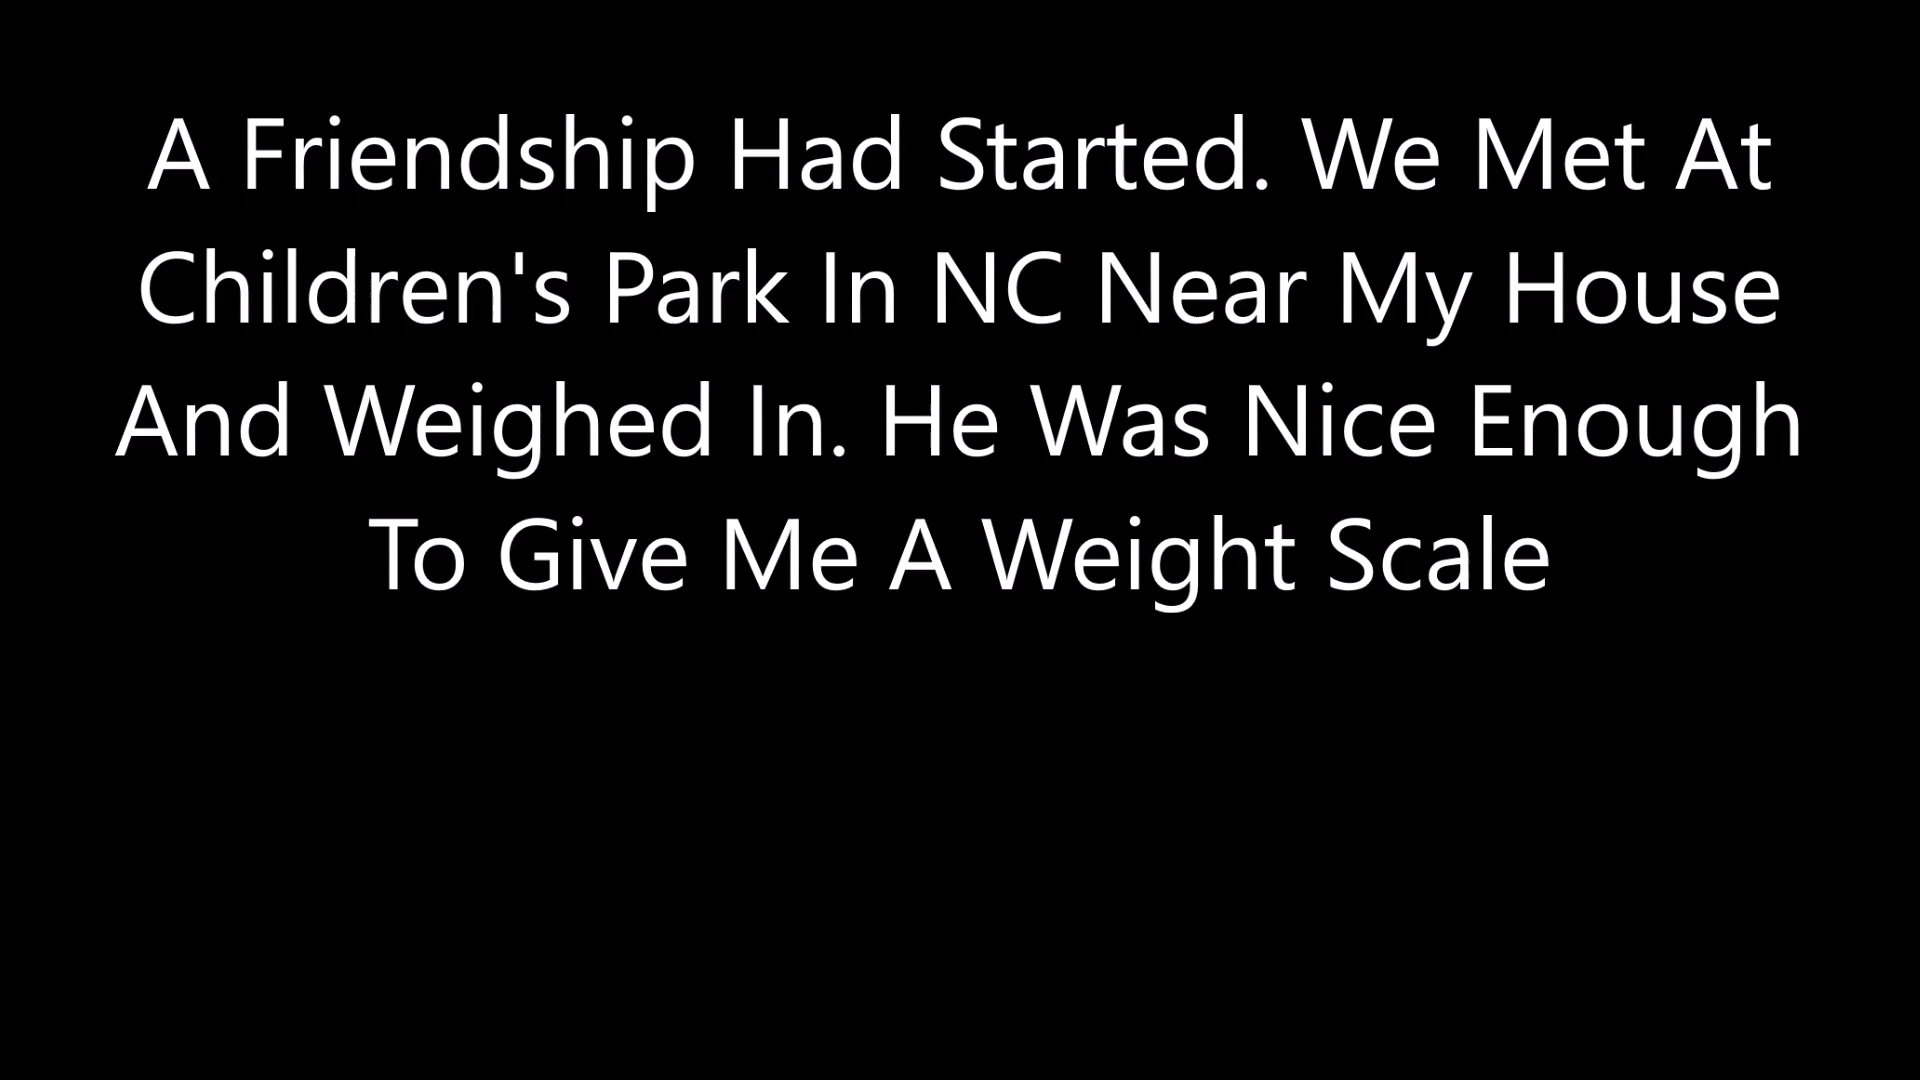 A Friendship Had Started. We Met At
Children's Park In NC Near My House
And Weighed In. He Was Nice Enough
To Give Me A Weight Scale